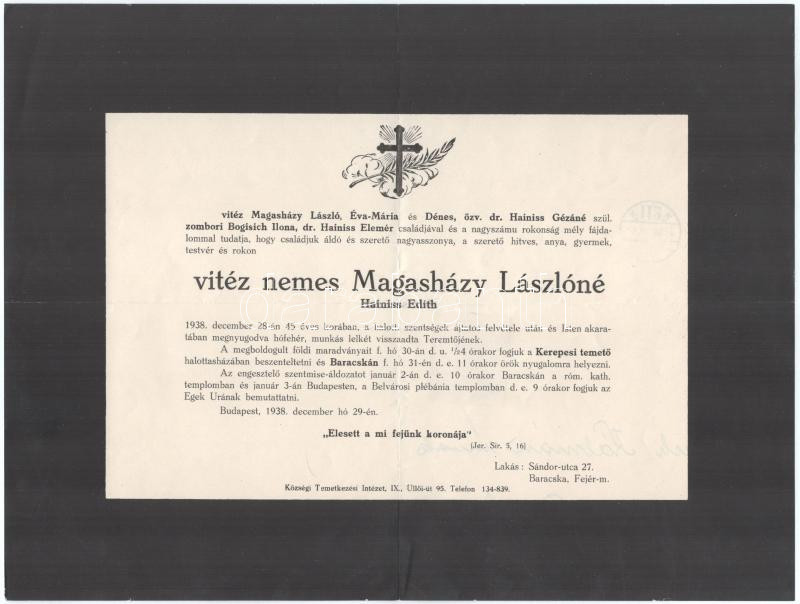 vitéz Magasházy László, Éva-Mária és Dénes, özv. dr. Hainiss Gézáné szül.
zombori Bogisich Ilona, dr. Hainiss Elemér családjával és a nagyszámu rokonság mély fájda-
lommal tudatja, hogy családjuk áldó és szerető nagyasszonya, a szerető hitves, anya, gyermek,
testvér és rokon
vitéz nemes Magasházy Lászlóné
Hainiss Edith
1938. december 28-án 45 éves korában, a halotti szentségek ájtatos felvétele után és Isten akara-
tában megnyugodva hófehér, munkás lelkét visszaadta Teremtőjének.
A megboldogult földi maradványait f. hó 30-án d. u. ½4 órakor fogjuk a Kerepesi temető
halottasházában beszenteltetni és Baracskán f. hó 31-én d. e. 11 órakor örök nyugalomra helyezni.
Az engesztelő szentmise-áldozatot január 2-án d. e. 10 órakor Baracskán a róm. kath.
templomban és január 3-án Budapesten, a Belvárosi plébánia templomban d. e. 9 órakor fogjuk az
Egek Urának bemutattatni.
Budapest, 1938. december hó 29-én.
„Elesett a mi fejünk koronája"
(Jer. Sir. 5, 16)
Lakás: Sándor-utca 27.
Baracska, Fejér-m.
Községi Temetkezési Intézet, IX., Üllői-út 95. Telefon 134-839.